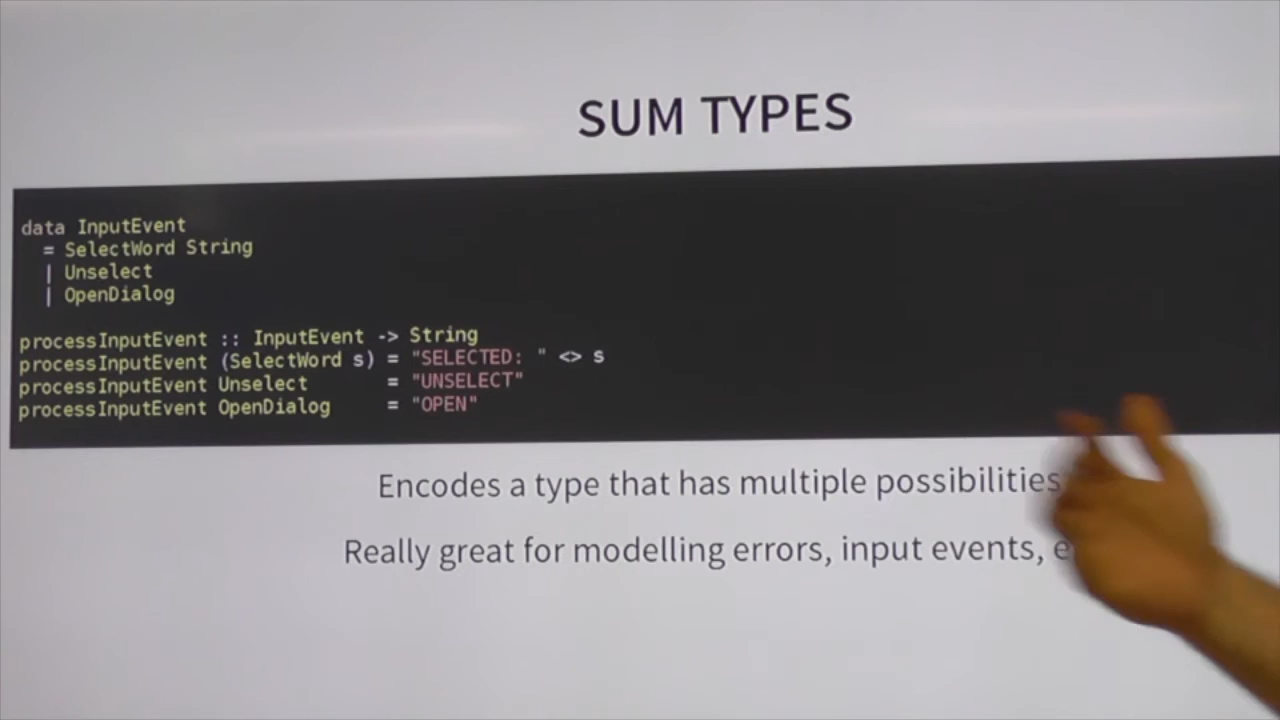 SUM TYPES
data InputEvent
  = SelectWord String
  | Unselect
  | OpenDialog
processInputEvent :: InputEvent -> String
processInputEvent (SelectWord s) = "SELECTED: " <> s
processInputEvent Unselect       = "UNSELECT"
processInputEvent OpenDialog     = "OPEN"
Encodes a type that has multiple possibilities
Really great for modelling errors, input events,